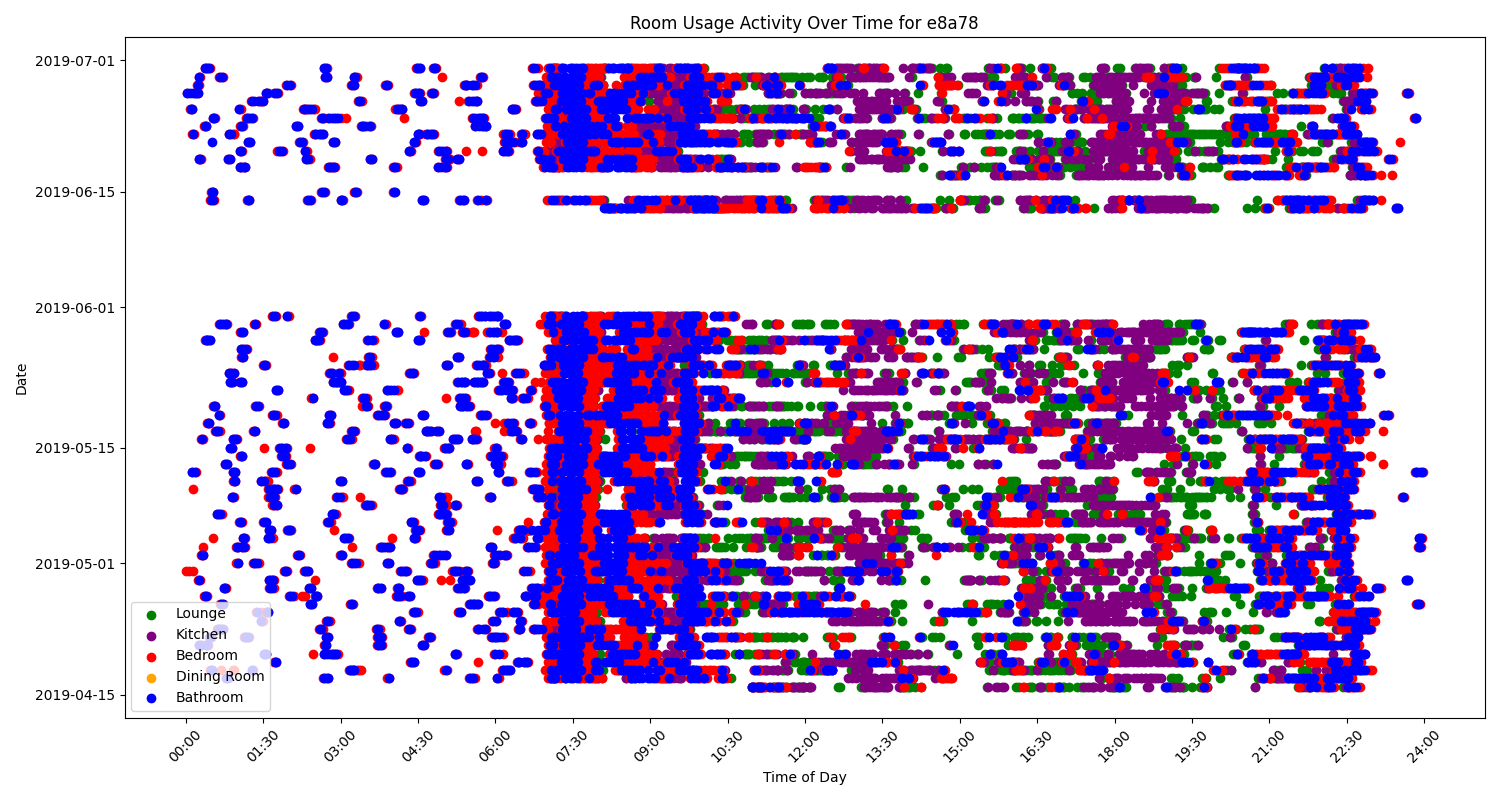 Room Usage Activity Over Time for e8a78
Date
2019-07-01
2019-06-15
2019-06-01
2019-05-15
2019-05-01
2019-04-15
Lounge
Kitchen
Bedroom
Dining Room
Bathroom
00:00 01:30 03:00 04:30 06:00 07:30 09:00 10:30 12:00 13:30 15:00 16:30 18:00 19:30 21:00 22:30 24:00
Time of Day